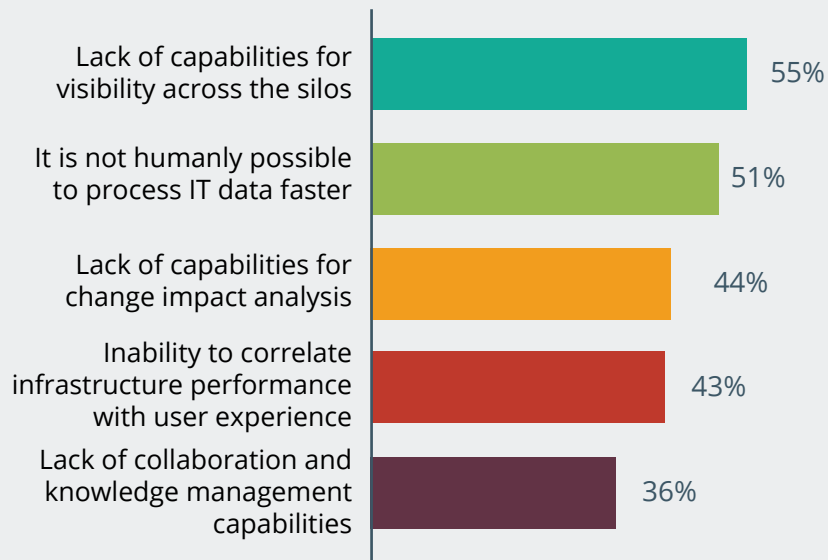 Lack of capabilities for
visibility across the silos
55%
It is not humanly possible
to process IT data faster
51%
Lack of capabilities for
change impact analysis
44%
Inability to correlate
infrastructure performance
with user experience
43%
Lack of collaboration and
knowledge management
capabilities
36%